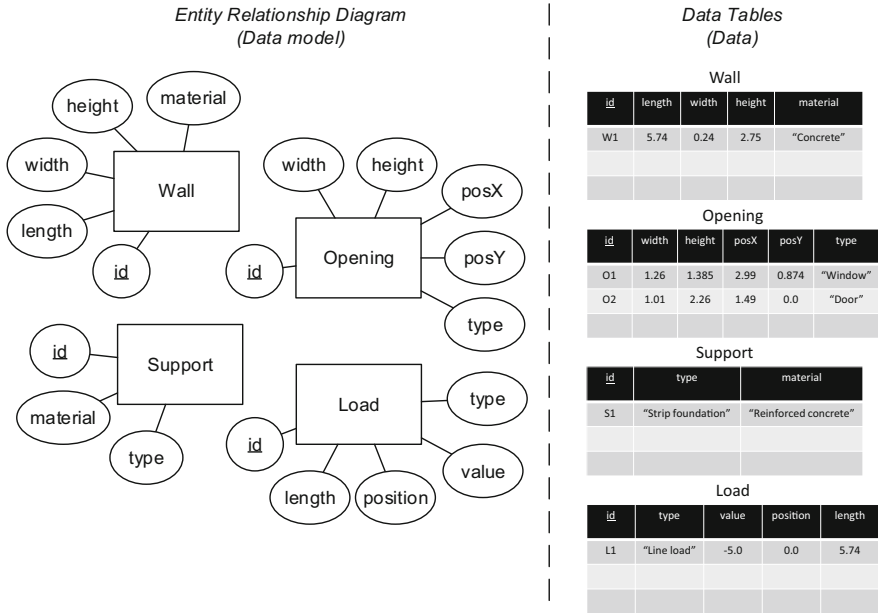 Entity Relationship Diagram
(Data model)
height
material
width
Wall
length
id
width
height
posX
posY
id
Opening
type
id
Support
material
type
Load
type
id
value
length
position
Data Tables
(Data)
Wall
id length width height material
W1 5.74 0.24 2.75 “Concrete”
Opening
id width height posX posY type
O1 1.26 1.385 2.99 0.874 “Window”
O2 1.01 2.26 1.49 0.0 “Door”
Support
id type material
S1 “Strip foundation” “Reinforced concrete”
Load
id type value position length
L1 “Line load” -5.0 0.0 5.74